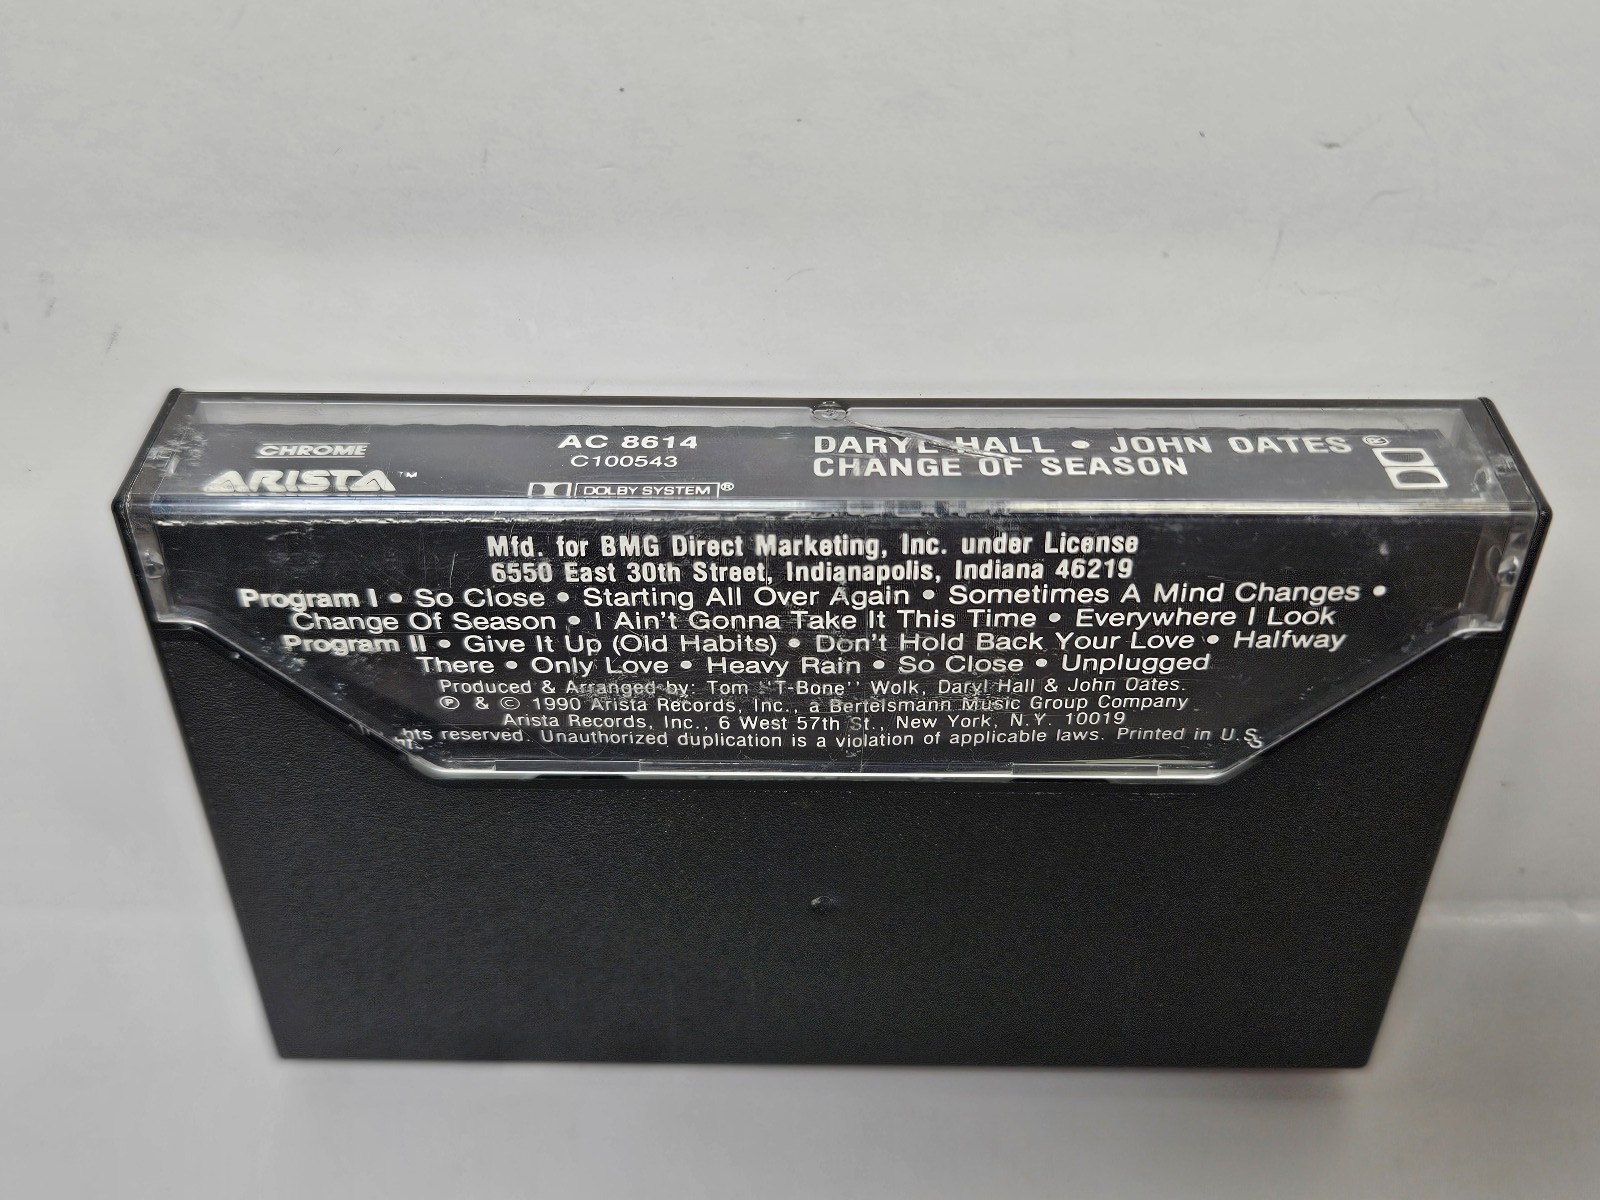 CHROME
ARISTA™
AC 8614
C100543
DOLBY SYSTEM®
DARYL HALL • JOHN OATES®
CHANGE OF SEASON
Mfd. for BMG Direct Marketing, Inc. under License
6550 East 30th Street, Indianapolis, Indiana 46219
Program I • So Close • Starting All Over Again • Sometimes A Mind Changes •
Change Of Season • I Ain't Gonna Take It This Time • Everywhere I Look
Program II • Give It Up (Old Habits) • Don't Hold Back Your Love • Halfway
There • Only Love • Heavy Rain • So Close • Unplugged
Produced & Arranged by: Tom "T-Bone" Wolk, Daryl Hall & John Oates.
℗ & © 1990 Arista Records, Inc., a Bertelsmann Music Group Company
Arista Records, Inc., 6 West 57th St., New York, N.Y. 10019
reserved. Unauthorized duplication is a violation of applicable laws. Printed in U.S.